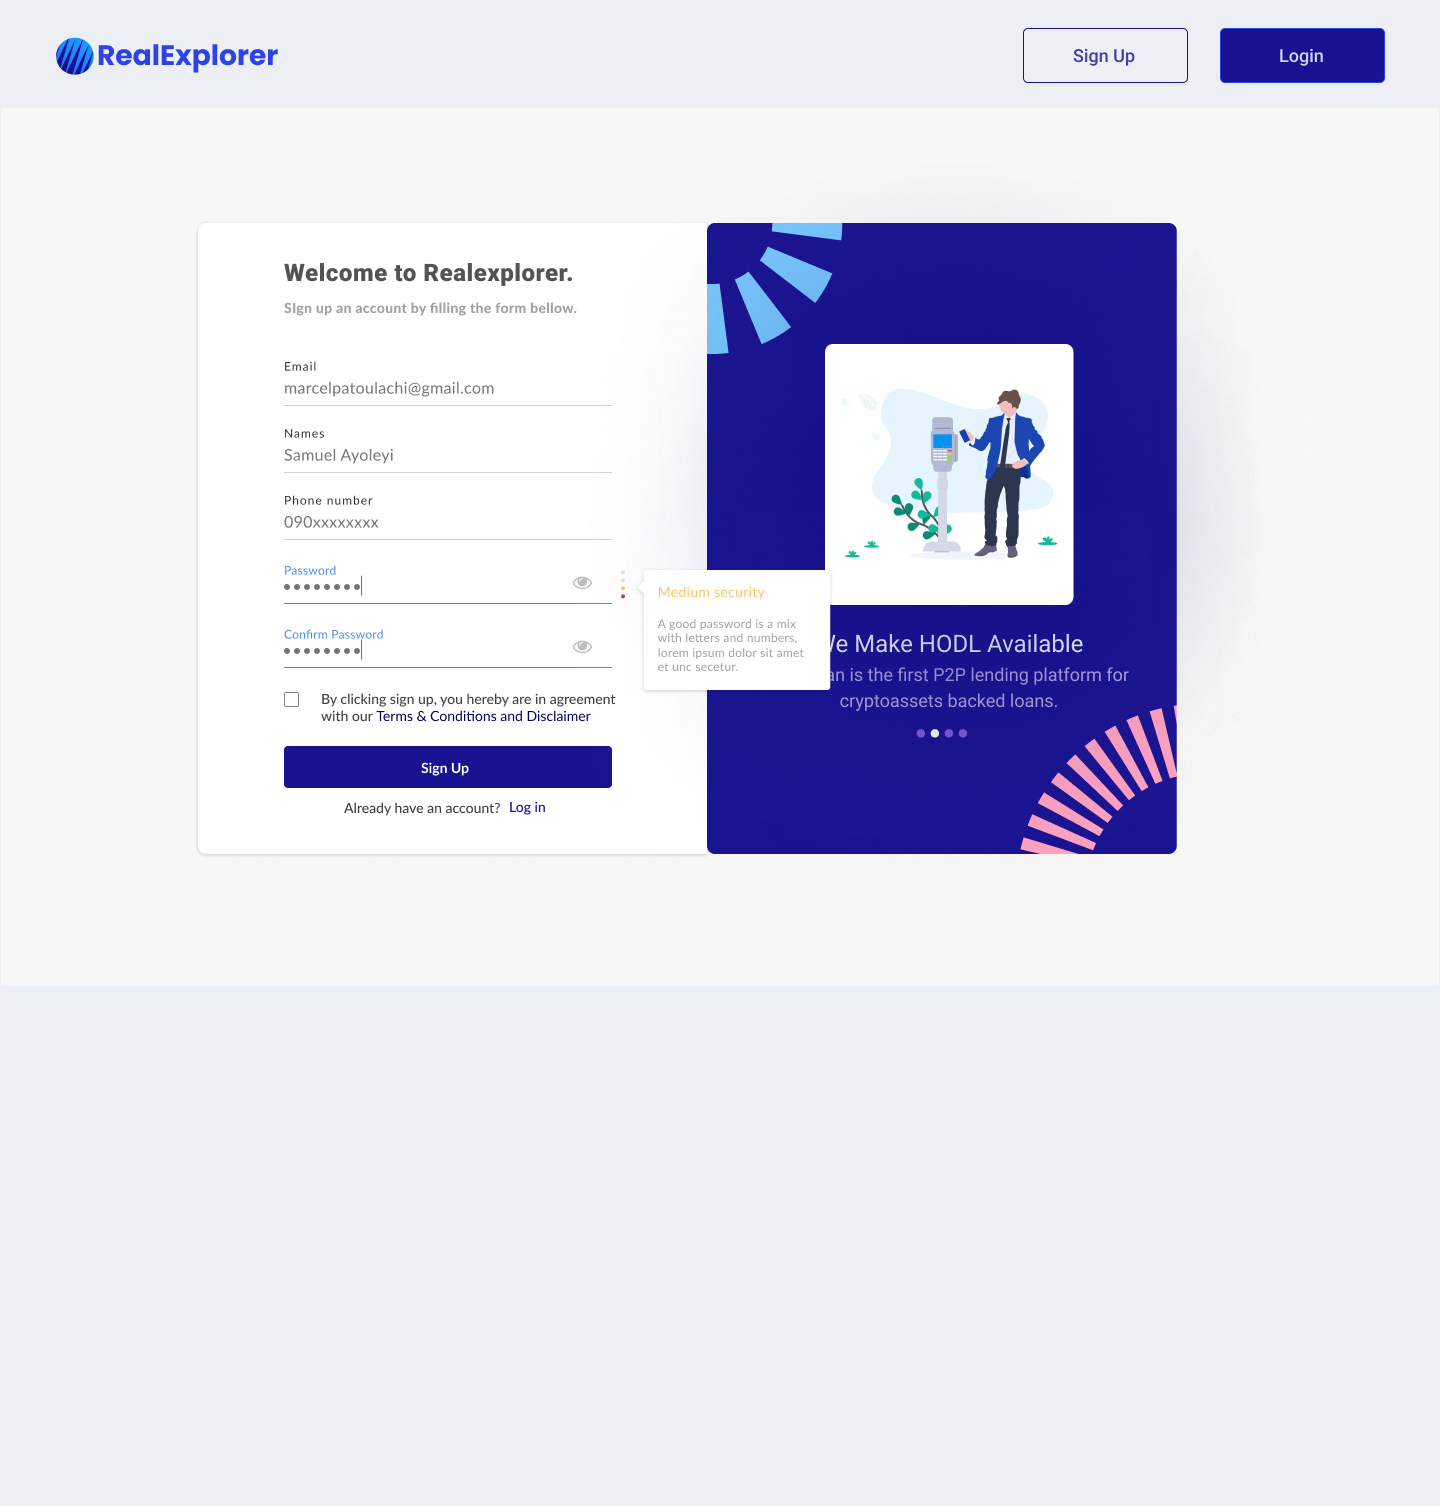 RealExplorer
Sign Up
Login
Welcome to Realexplorer.
SIgn up an account by filling the form bellow.
Email
marcelpatoulachi@gmail.com
Names
Samuel Ayoleyi
Phone number
090xxxxxxxx
Password
Confirm Password
By clicking sign up, you hereby are in agreement
with our Terms & Conditions and Disclaimer
Sign Up
Already have an account? Log in
Medium security
A good password is a mix
with letters and numbers,
lorem ipsum dolor sit amet
et unc secetur.
We Make HODL Available
is the first P2P lending platform for
cryptoassets backed loans.